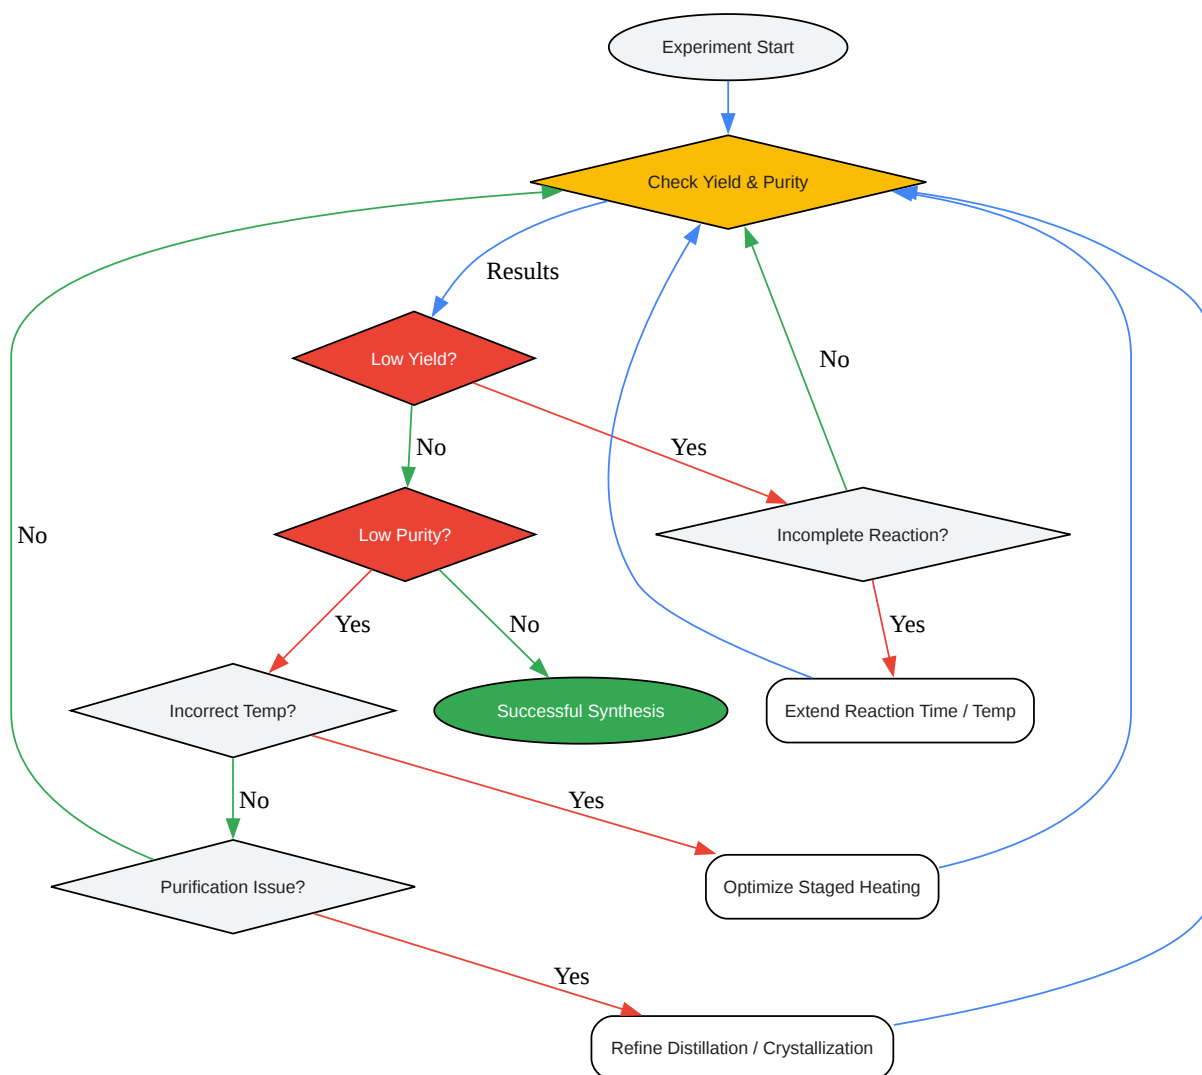 Experiment Start
Check Yield & Purity
Results
Low Yield?
No
No
Yes
Low Purity?
Incomplete Reaction?
No
Yes
No
Yes
Incorrect Temp?
Successful Synthesis
Extend Reaction Time / Temp
No
Yes
Purification Issue?
Optimize Staged Heating
Yes
Refine Distillation / Crystallization